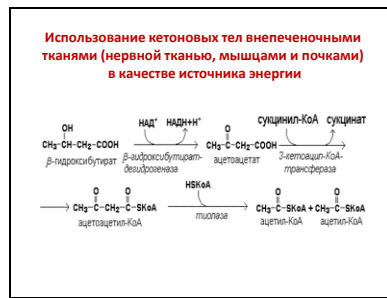 Использование кетоновых тел внепеченочными
тканями (нервной тканью, мышцами и почками)
в качестве источника энергии
OH
НАД⁺ НАДН+Н⁺ O сукцинил-КоА сукцинат
CH₃-CH-CH₂-COOH CH₃-C-CH₂-COOH
β-гидроксибутират β-гидроксибутират-дегидрогеназа ацетоацетат 3-кетоацил-КоА-трансфераза
O O HSKoA O O
CH₃-C-CH₂-C-SKoA CH₃-C-SKoA + CH₃-C-SKoA
ацетоацетил-КоА тиолаза ацетил-КоА ацетил-КоА